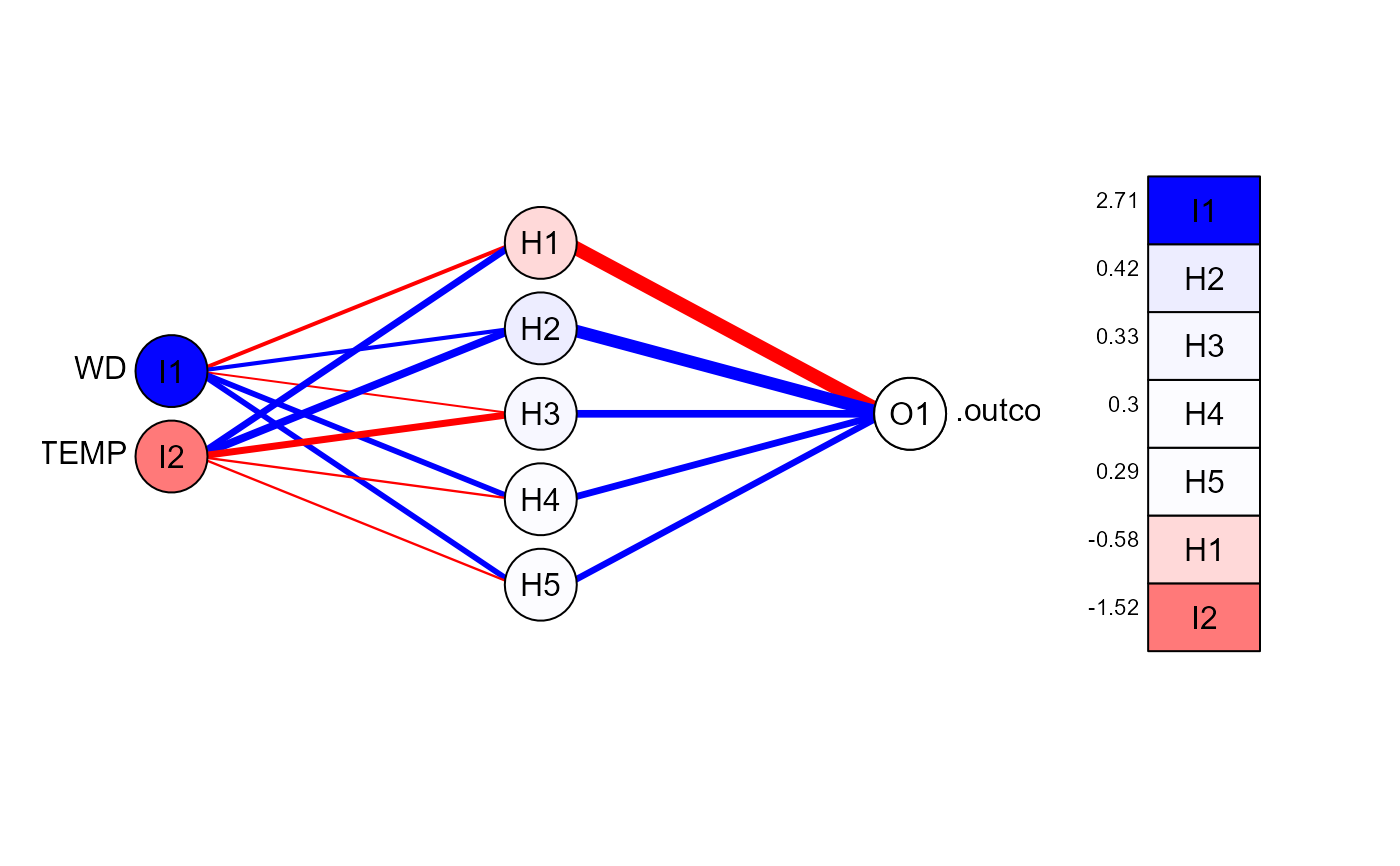 WD
I1
TEMP
I2
H1
H2
H3
H4
H5
O1
.outco
2.71
I1
0.42
H2
0.33
H3
0.3
H4
0.29
H5
-0.58
H1
-1.52
I2